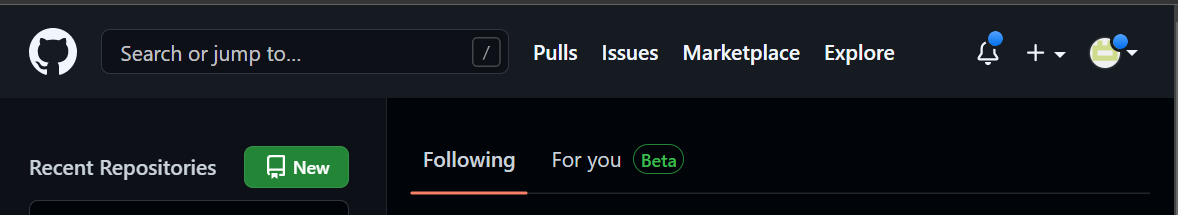 Search or jump to... /
Pulls Issues Marketplace Explore
Recent Repositories New
Following For you Beta